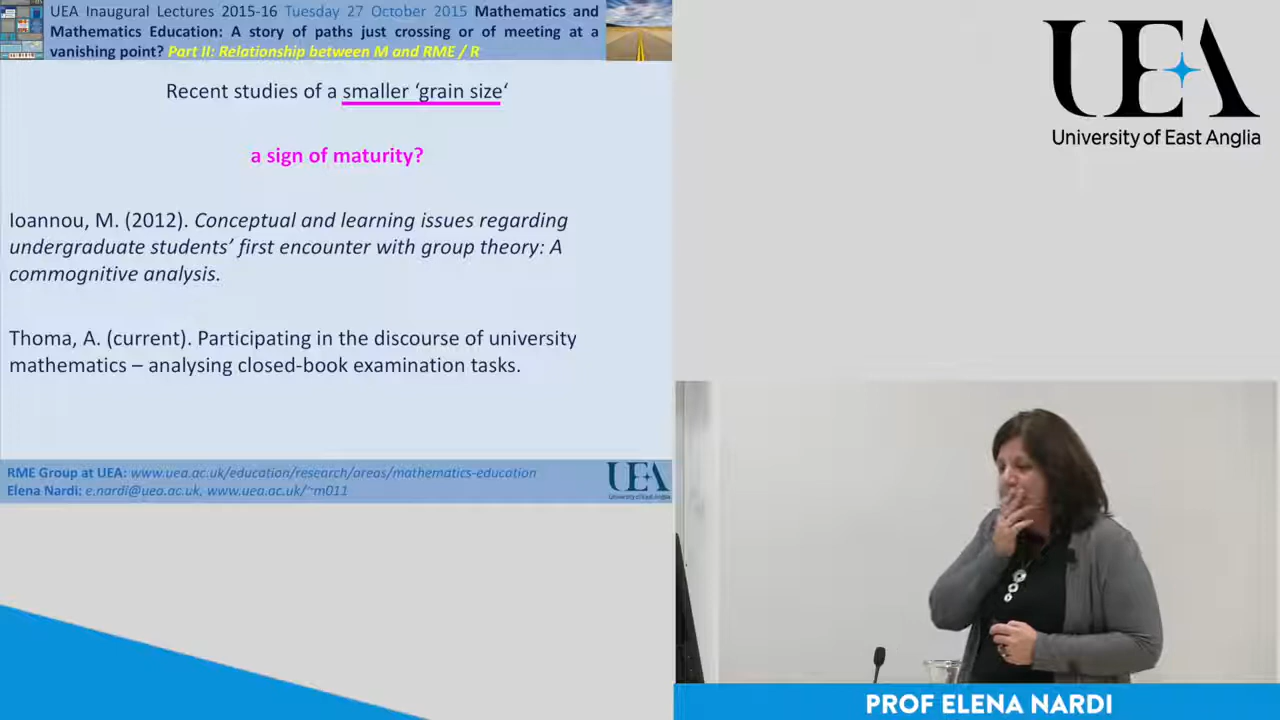 UEA Inaugural Lectures 2015-16 Tuesday 27 October 2015 Mathematics and
Mathematics Education: A story of paths just crossing or of meeting at a
vanishing point? Part II: Relationship between M and RME / R
Recent studies of a smaller ‘grain size‘
a sign of maturity?
Ioannou, M. (2012). Conceptual and learning issues regarding
undergraduate students’ first encounter with group theory: A
commognitive analysis.
Thoma, A. (current). Participating in the discourse of university
mathematics – analysing closed-book examination tasks.
RME Group at UEA: www.uea.ac.uk/education/research/areas/mathematics-education
Elena Nardi: e.nardi@uea.ac.uk, www.uea.ac.uk/~m011
UEA
University of East Anglia
UEA
University of East Anglia
PROF ELENA NARDI